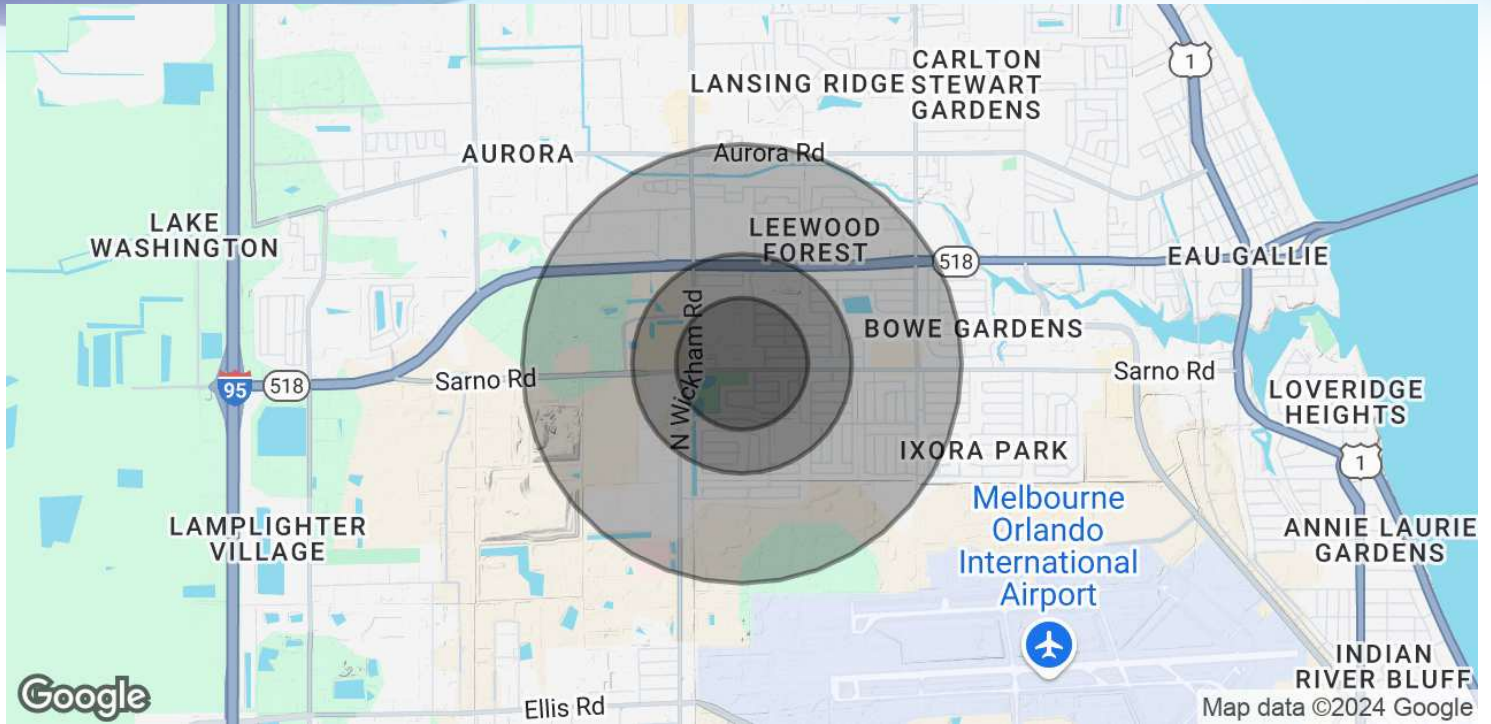 1
CARLTON
STEWART
GARDENS
LANSING RIDGE
AURORA
Aurora Rd
LAKE
WASHINGTON
LEEWOOD
FOREST
518
EAU GALLIE
N Wickham Rd
BOWE GARDENS
95
518
Sarno Rd
Sarno Rd
LOVERIDGE
HEIGHTS
IXORA PARK
1
Melbourne
Orlando
International
Airport
LAMPLIGHTER
VILLAGE
ANNIE LAURIE
GARDENS
INDIAN
RIVER BLUFF
Google
Ellis Rd
Map data ©2024 Google